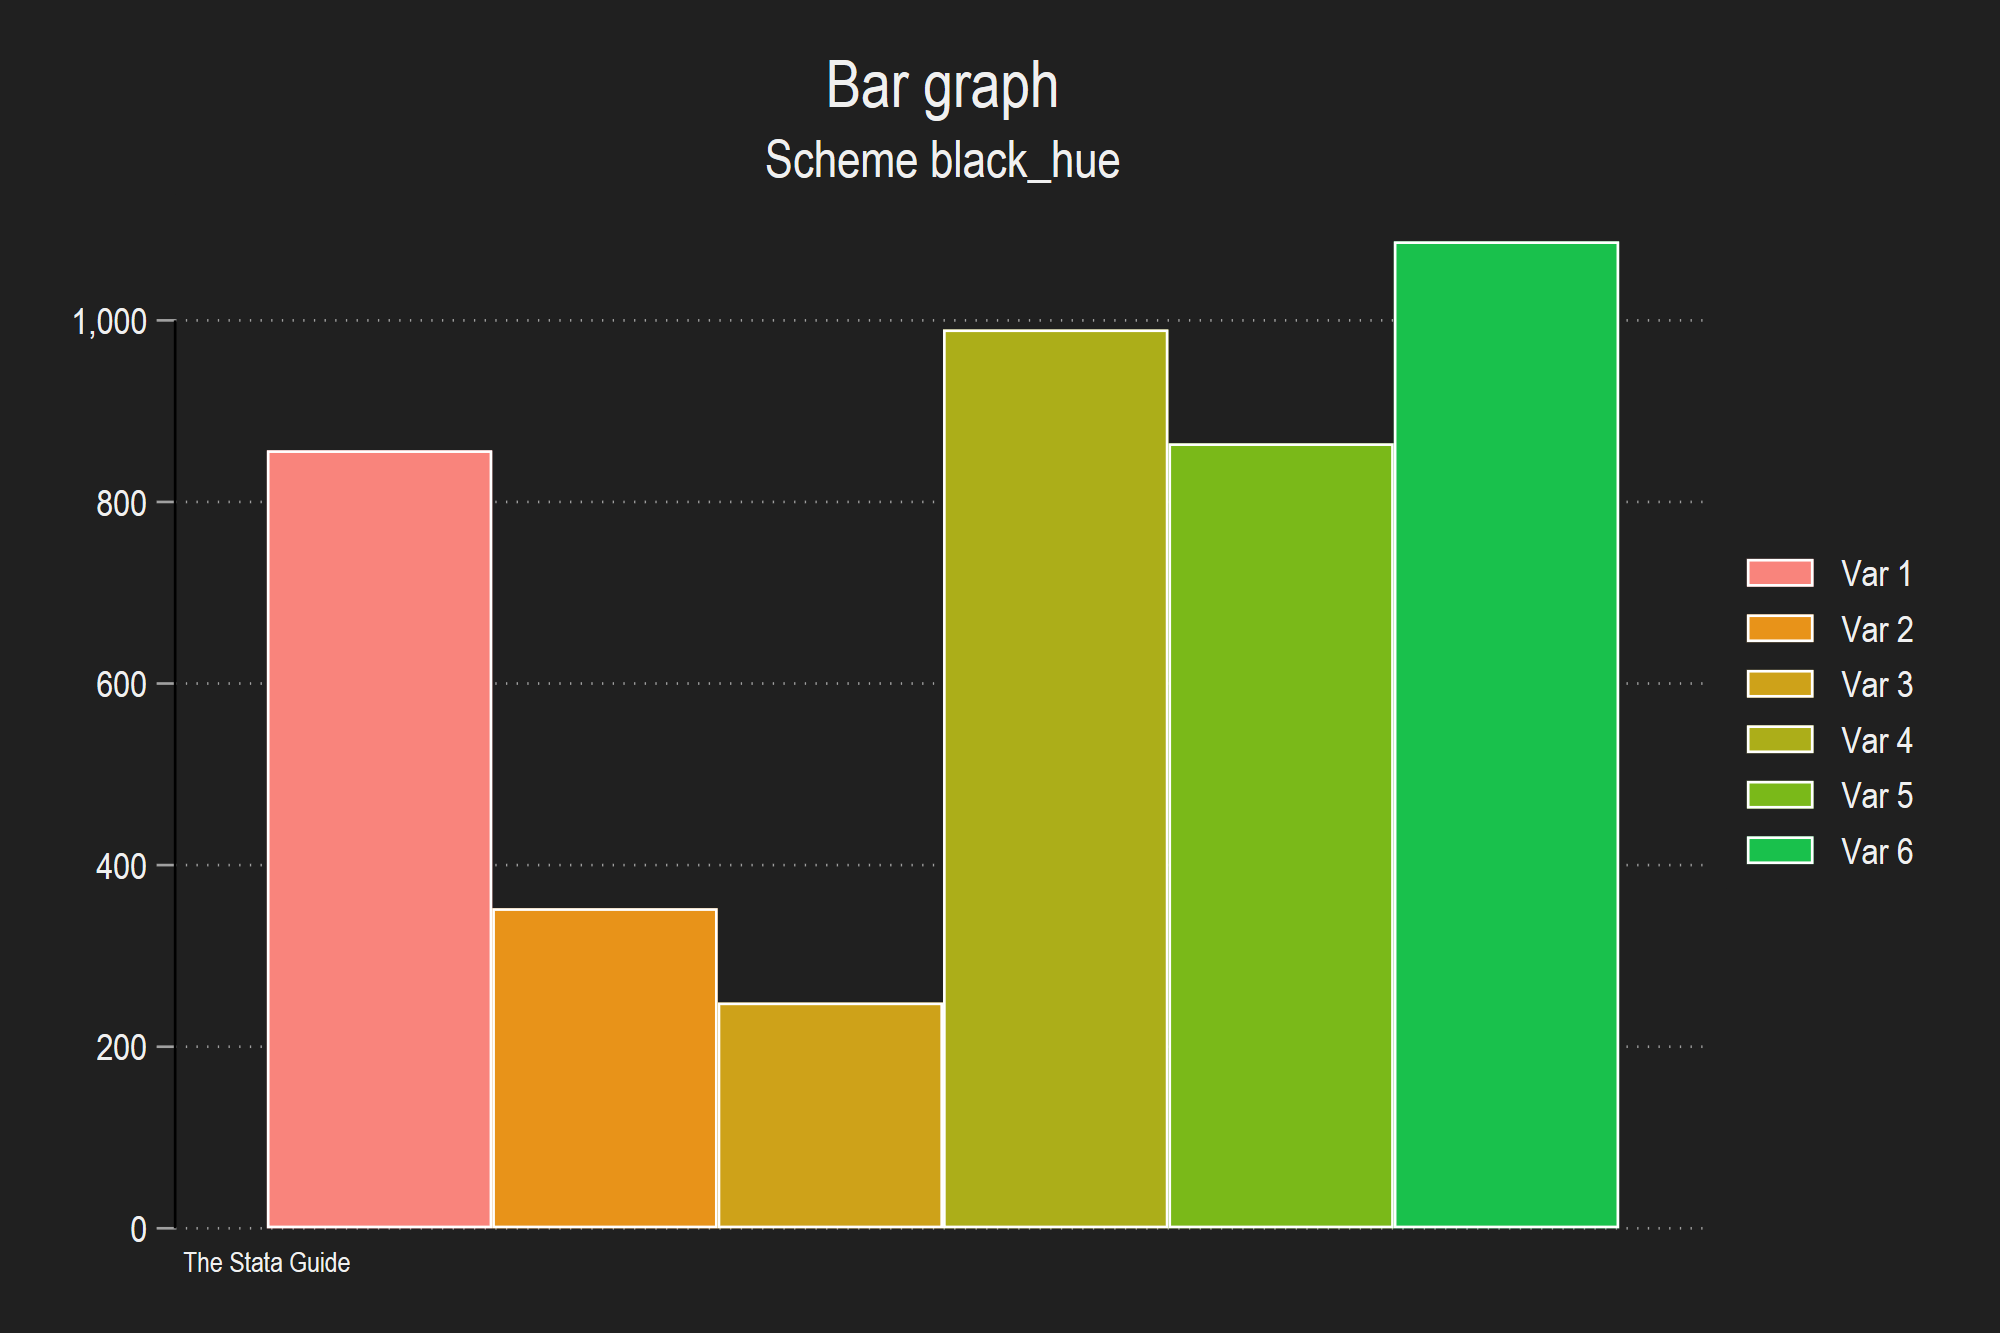 Bar graph
Scheme black_hue
1,000
800
600
400
200
0
Var 1
Var 2
Var 3
Var 4
Var 5
Var 6
The Stata Guide